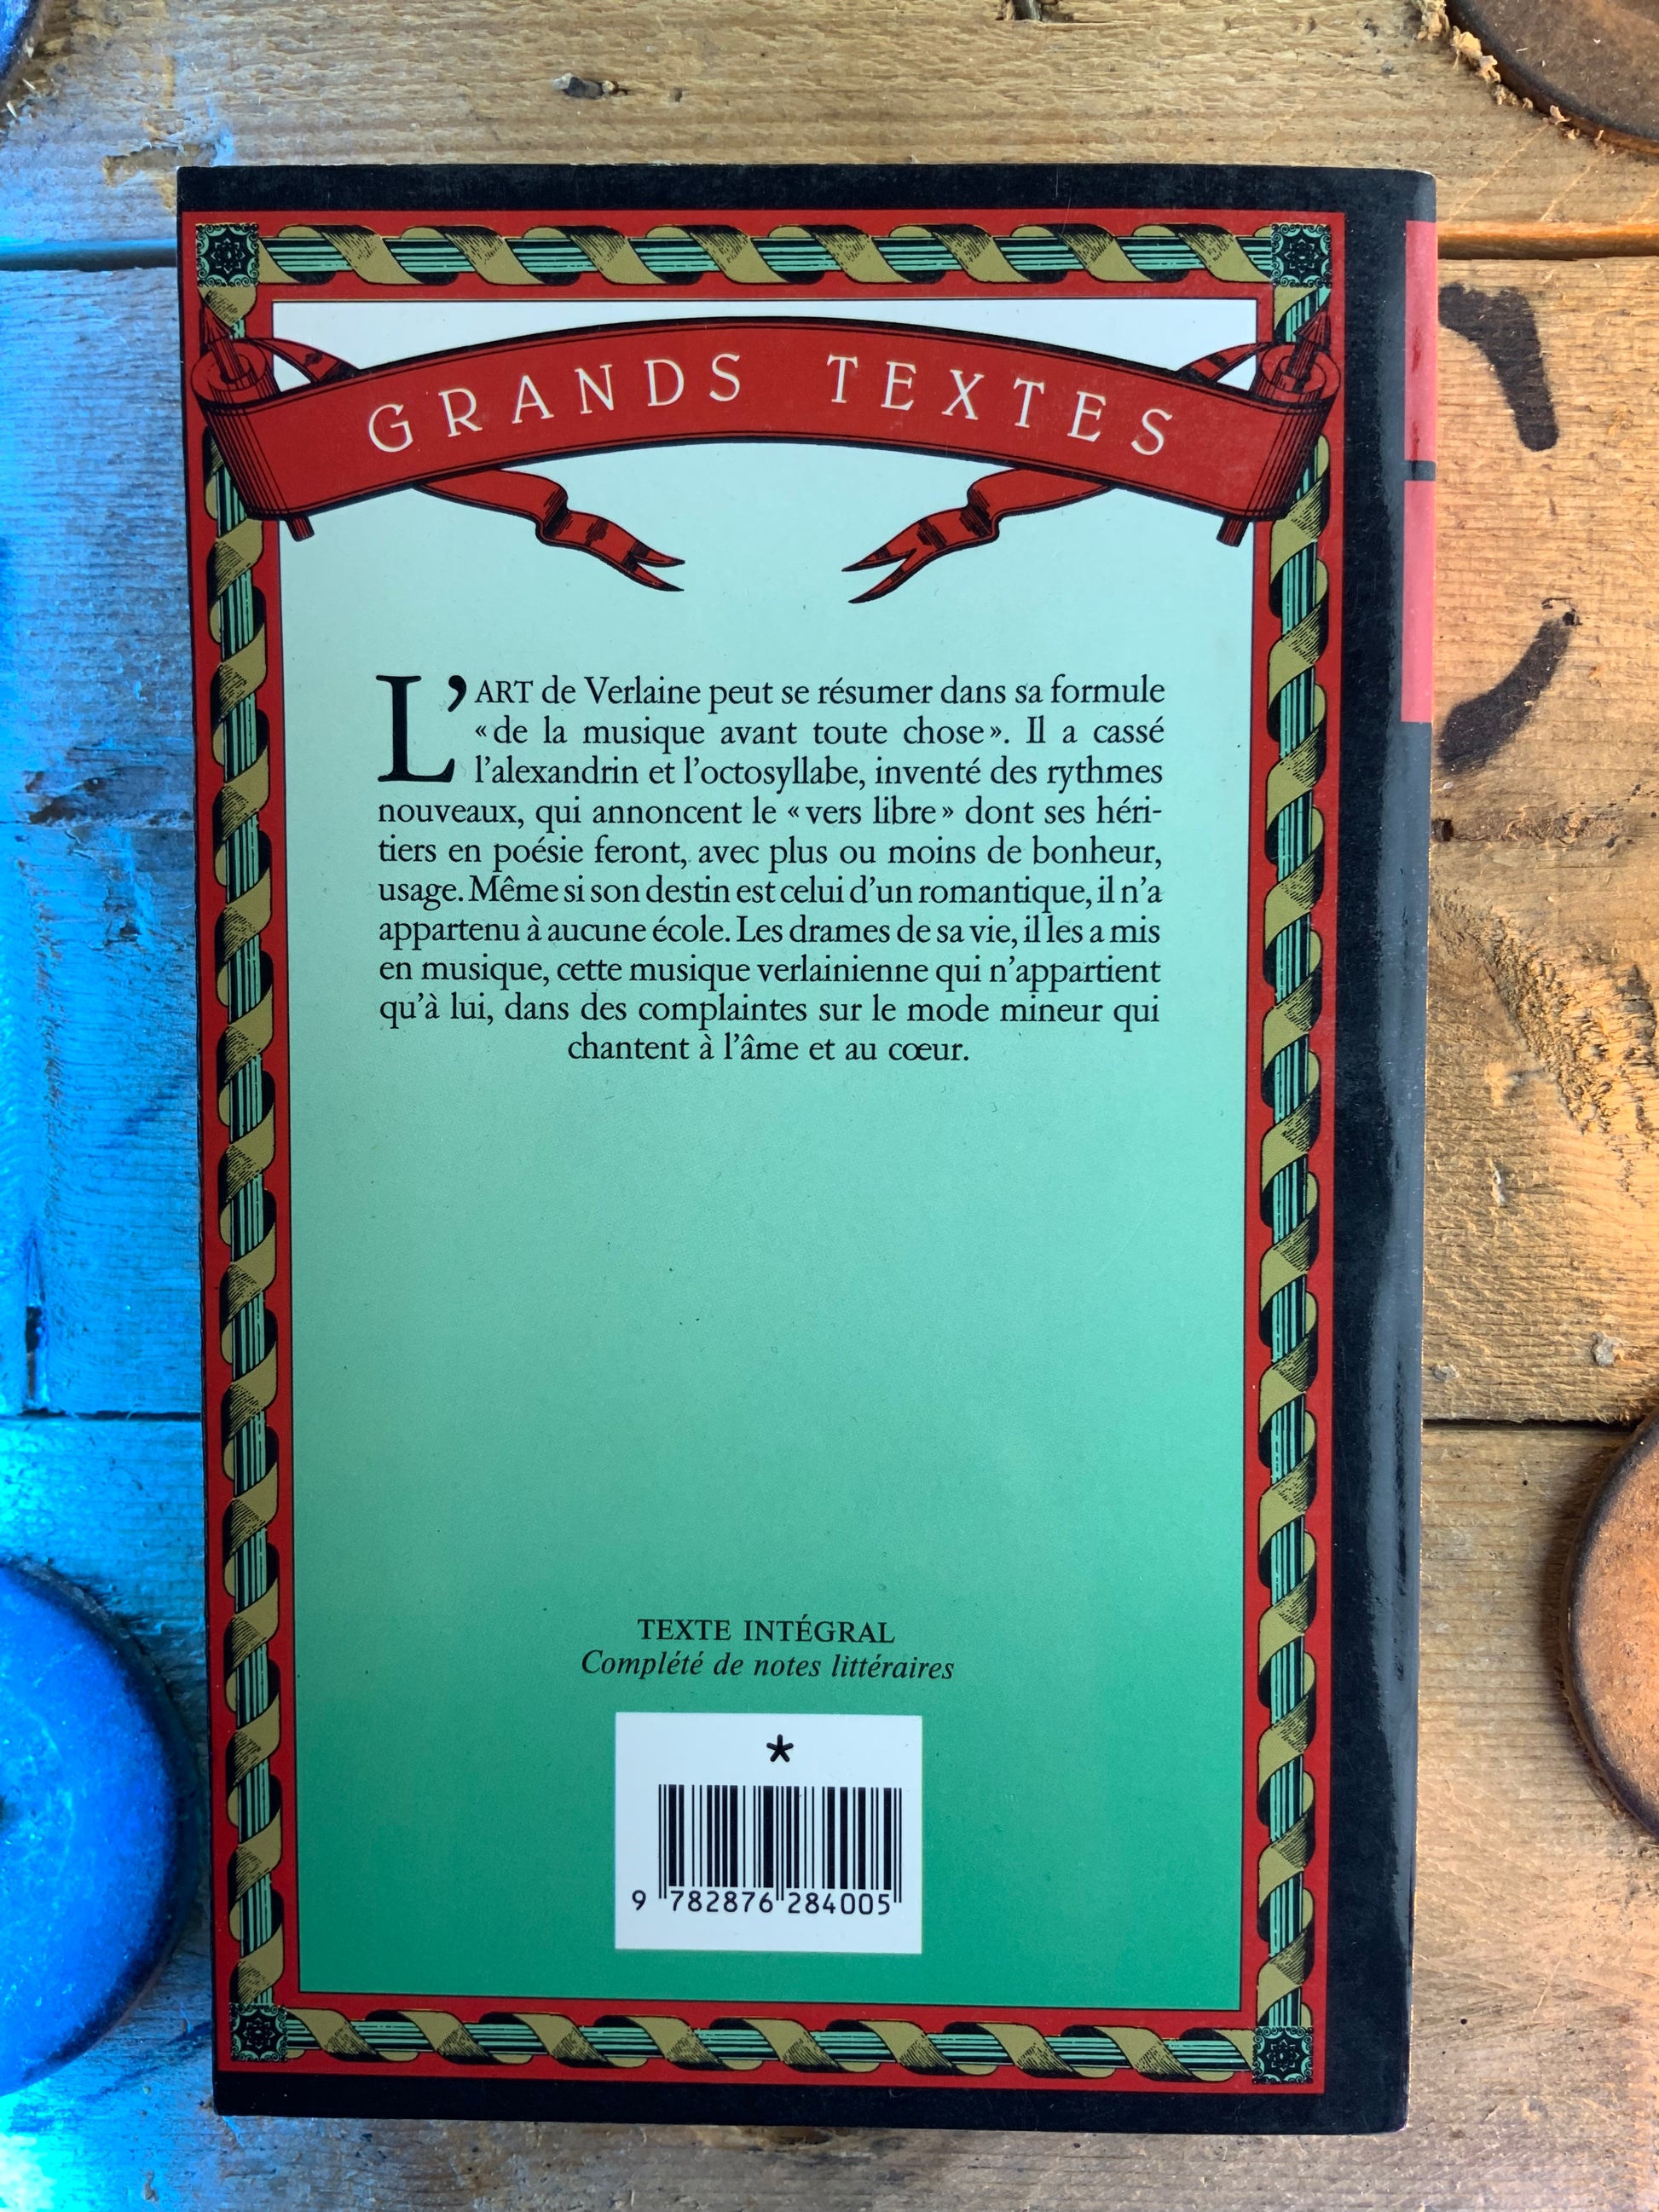 GRANDS TEXTES
L'ART de Verlaine peut se résumer dans sa formule
« de la musique avant toute chose ». Il a cassé
l'alexandrin et l'octosyllabe, inventé des rythmes
nouveaux, qui annoncent le « vers libre » dont ses héri-
tiers en poésie feront, avec plus ou moins de bonheur,
usage. Même si son destin est celui d'un romantique, il n'a
appartenu à aucune école. Les drames de sa vie, il les a mis
en musique, cette musique verlainienne qui n'appartient
qu'à lui, dans des complaintes sur le mode mineur qui
chantent à l'âme et au cœur.
TEXTE INTÉGRAL
Complété de notes littéraires
*
9 782876 284005